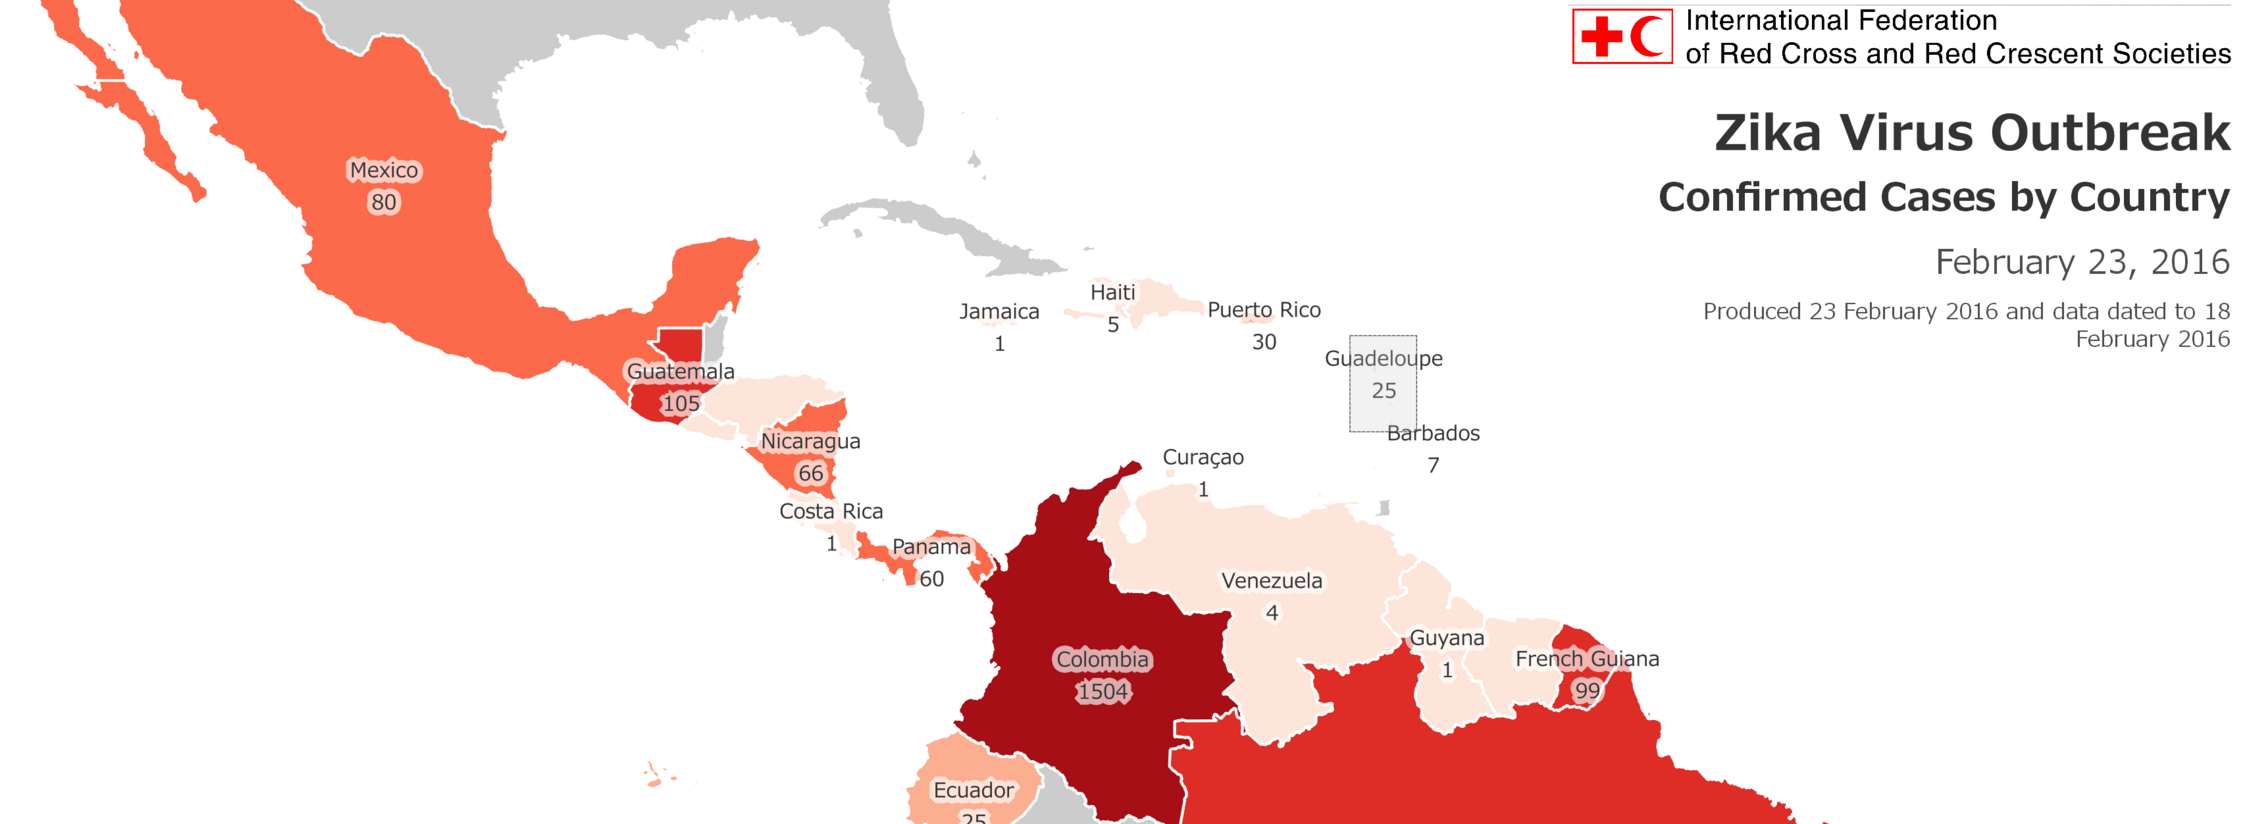 International Federation
of Red Cross and Red Crescent Societies
Zika Virus Outbreak
Confirmed Cases by Country
February 23, 2016
Produced 23 February 2016 and data dated to 18
February 2016
Mexico
80
Haiti
5
Jamaica
1
Puerto Rico
30
Guadeloupe
25
Guatemala
105
Barbados
7
Nicaragua
66
Curaçao
1
Costa Rica
1
Panama
60
Venezuela
4
Guyana
1
Colombia
1504
French Guiana
99
Ecuador
25